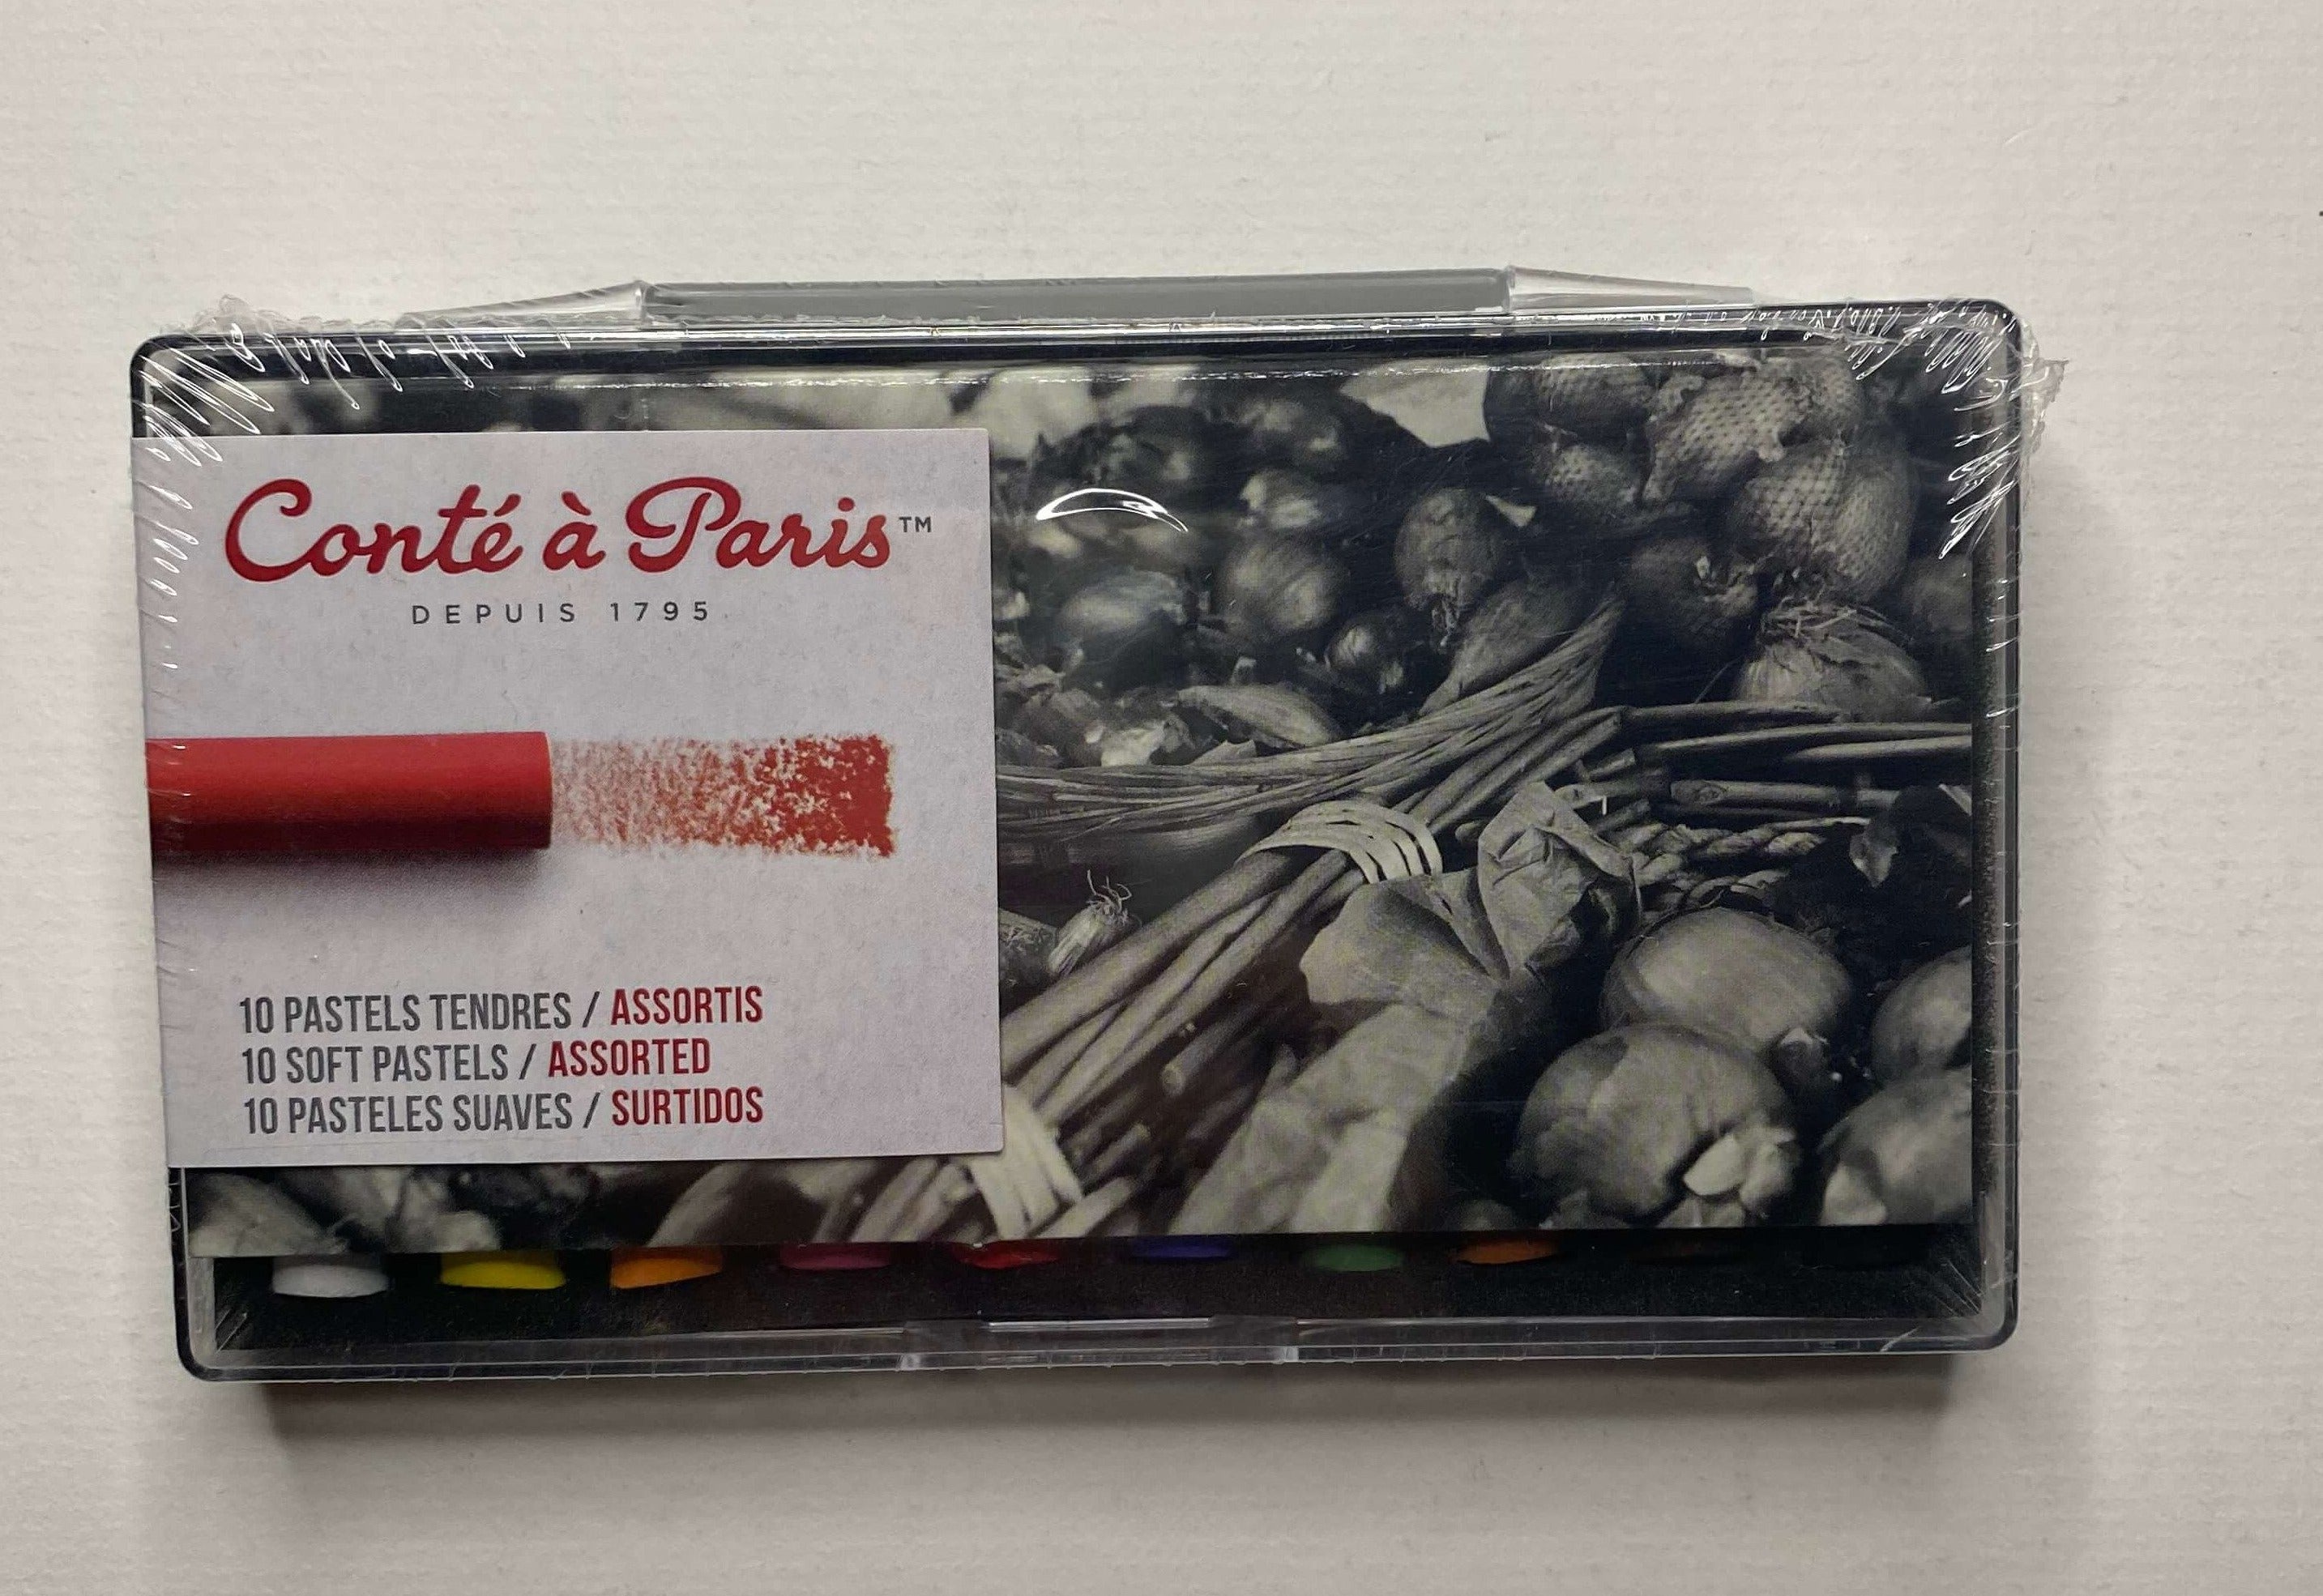 Conté à Paris™
DEPUIS 1795
10 PASTELS TENDRES / ASSORTIS
10 SOFT PASTELS / ASSORTED
10 PASTELES SUAVES / SURTIDOS